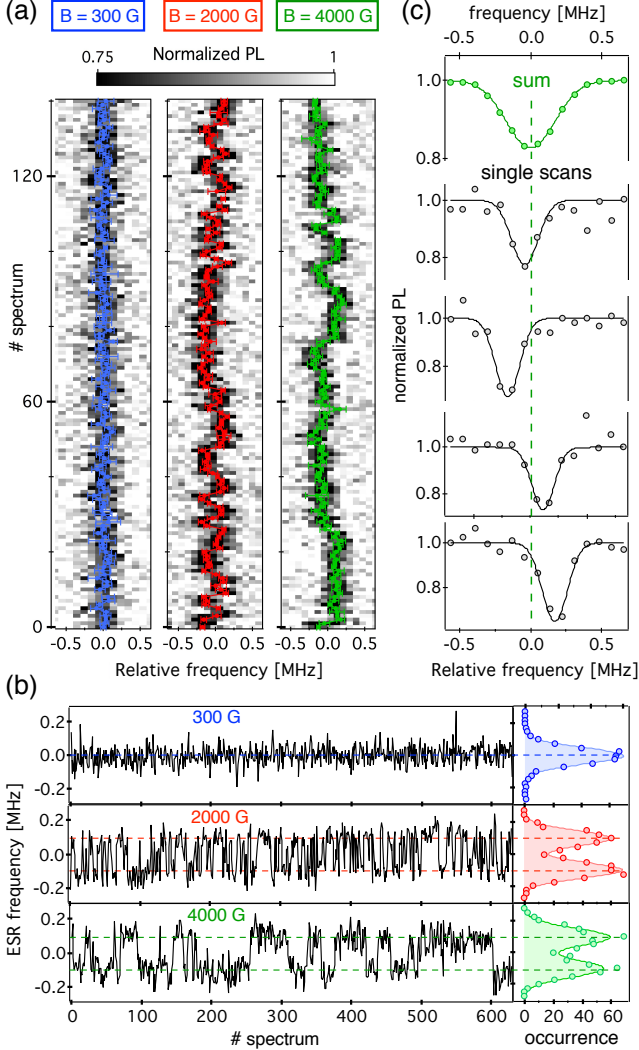 (a)
B = 300 G
B = 2000 G
B = 4000 G
Normalized PL
0.75
1
# spectrum
120
60
0
-0.5 0.0 0.5
-0.5 0.0 0.5
-0.5 0.0 0.5
Relative frequency [MHz]
(c)
frequency [MHz]
-0.5 0.0 0.5
sum
1.0
0.8
single scans
normalized PL
1.0
0.8
1.0
0.8
1.0
0.8
1.0
0.8
-0.5 0.0 0.5
Relative frequency [MHz]
(b)
ESR frequency [MHz]
300 G
0.2
0.0
-0.2
2000 G
0.2
0.0
-0.2
4000 G
0.2
0.0
-0.2
0 100 200 300 400 500 600
# spectrum
0 20 40 60
occurrence